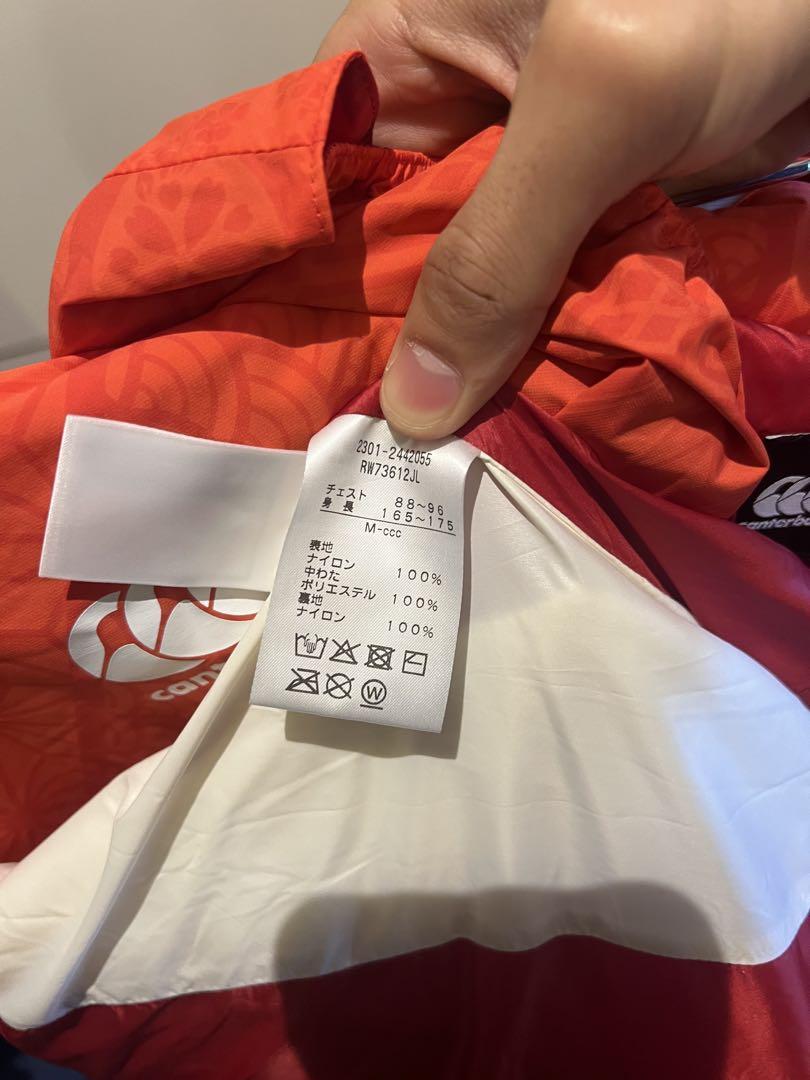 2301-2442055
RW73612JL
チェスト 88~96
身長 165~175
M-ccc
表地
ナイロン 100%
中わた
ポリエステル 100%
裏地
ナイロン 100%
W
can
canterb